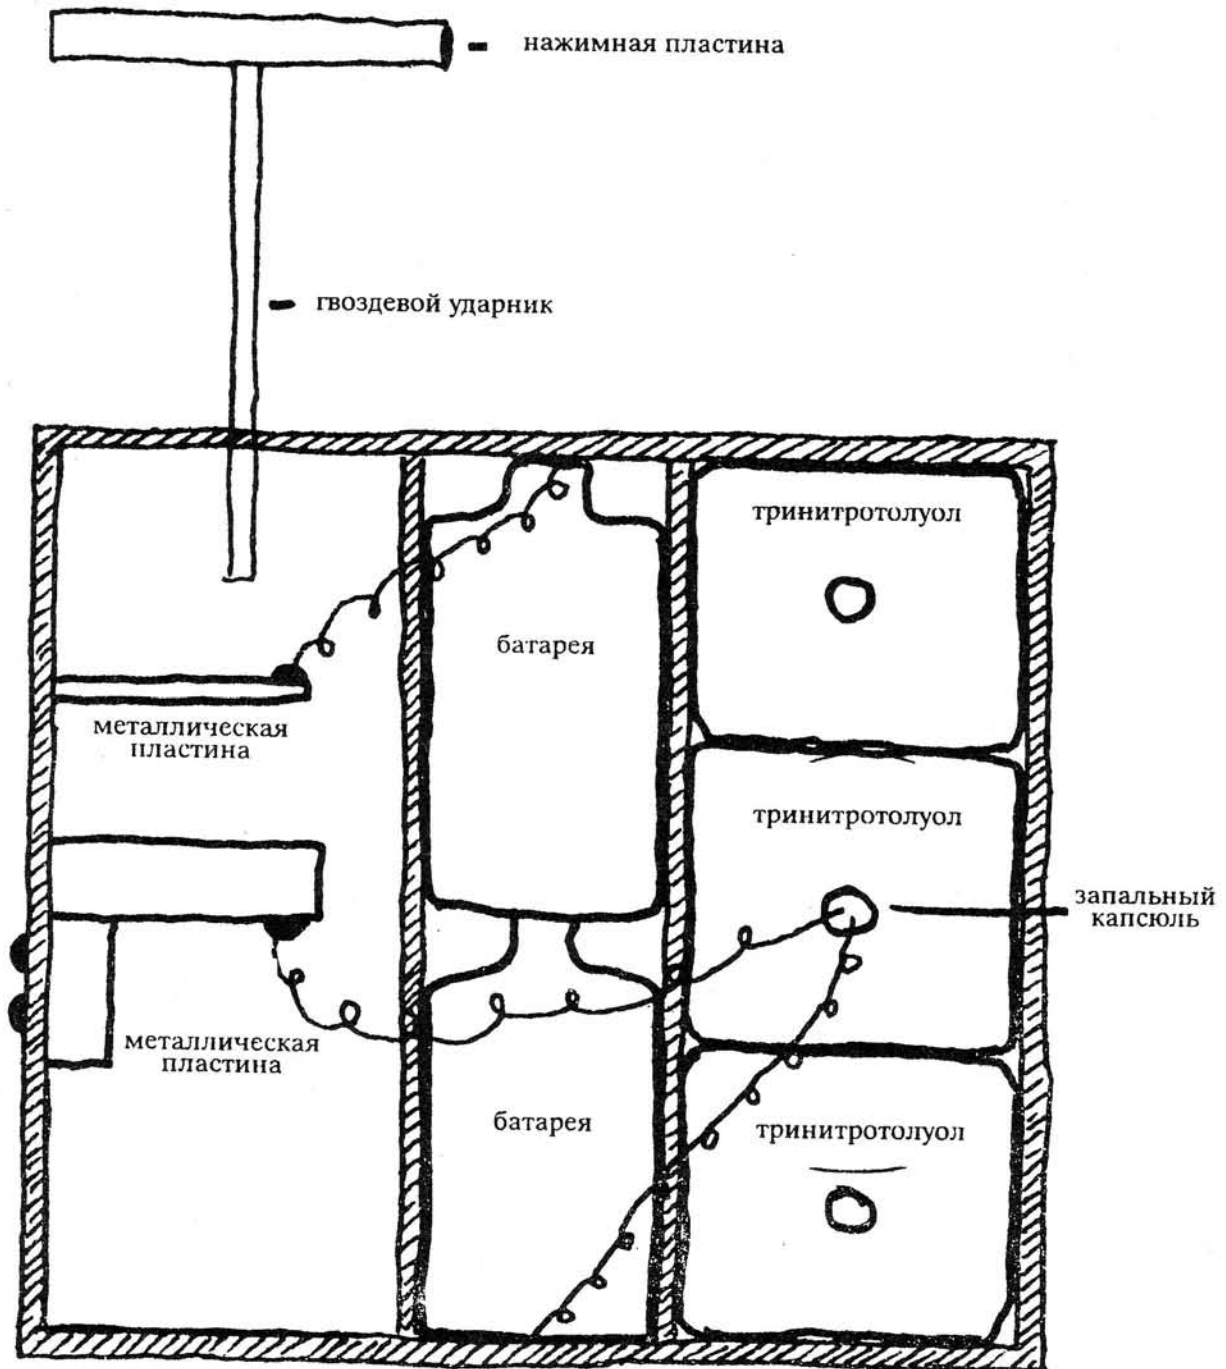 нажимная пластина
гвоздевой ударник
тринитротолуол
батарея
металлическая
пластина
тринитротолуол
запальный
капсюль
металлическая
пластина
батарея
тринитротолуол